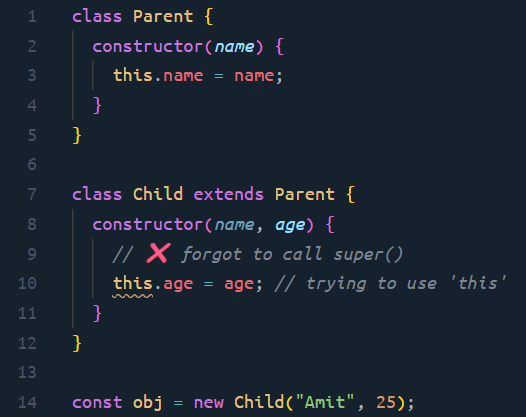 1 class Parent {
2   constructor(name) {
3     this.name = name;
4   }
5 }
6
7 class Child extends Parent {
8   constructor(name, age) {
9     // ❌ forgot to call super()
10     this.age = age; // trying to use 'this'
11   }
12 }
13
14 const obj = new Child("Amit", 25);